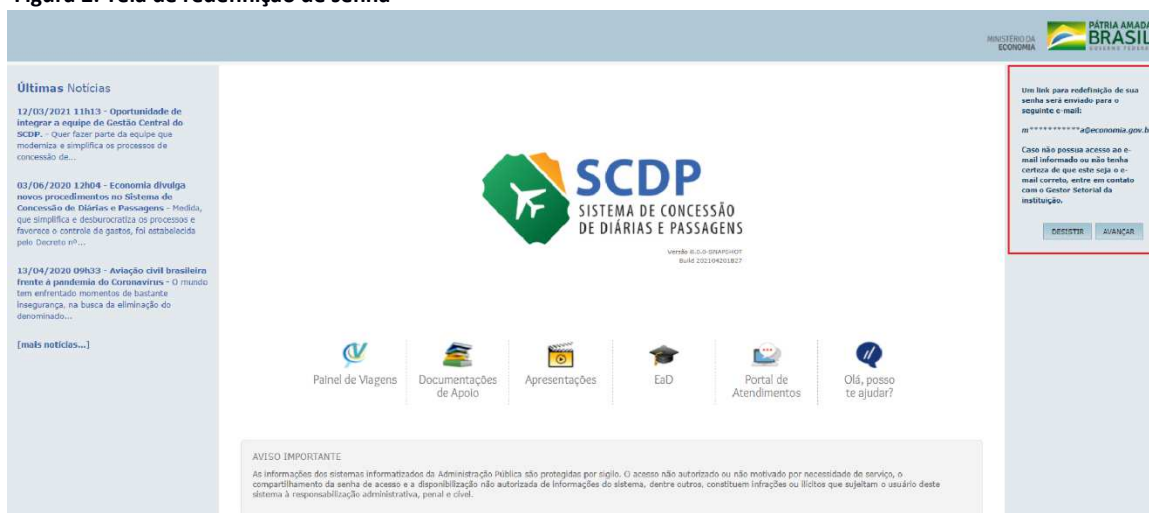 Figura 2. Tela de redefinição de senha
MINISTÉRIO DA
ECONOMIA
PÁTRIA AMADA
BRASIL
GOVERNO FEDERAL
Últimas Notícias
12/03/2021 11h13 - Oportunidade de
integrar a equipe de Gestão Central do
SCDP. - Quer fazer parte da equipe que
moderniza e simplifica os processos de
concessão de...
03/06/2020 12h04 - Economia divulga
novos procedimentos no Sistema de
Concessão de Diárias e Passagens - Medida,
que simplifica e desburocratiza os processos e
favorece o controle de gastos, foi estabelecida
pelo Decreto nº...
13/04/2020 09h33 - Aviação civil brasileira
frente à pandemia do Coronavírus - O mundo
tem enfrentado momentos de bastante
insegurança, na busca da eliminação do
denominado...
[mais notícias...]
SCDP
SISTEMA DE CONCESSÃO
DE DIÁRIAS E PASSAGENS
Versão 8.0.0-SNAPSHOT
Build 202104201827
Painel de Viagens
Documentações
de Apoio
Apresentações
EaD
Portal de
Atendimentos
Olá, posso
te ajudar?
AVISO IMPORTANTE
As informações dos sistemas informatizados da Administração Pública são protegidas por sigilo. O acesso não autorizado ou não motivado por necessidade de serviço, o
compartilhamento da senha de acesso e a disponibilização não autorizada de informações do sistema, dentre outros, constituem infrações ou ilícitos que sujeitam o usuário deste
sistema à responsabilização administrativa, penal e cível.
Um link para redefinição de sua
senha será enviado para o
seguinte e-mail:
m***********a@economia.gov.b
Caso não possua acesso ao e-
mail informado ou não tenha
certeza de que este seja o e-
mail correto, entre em contato
com o Gestor Setorial da
instituição.
DESISTIR
AVANÇAR